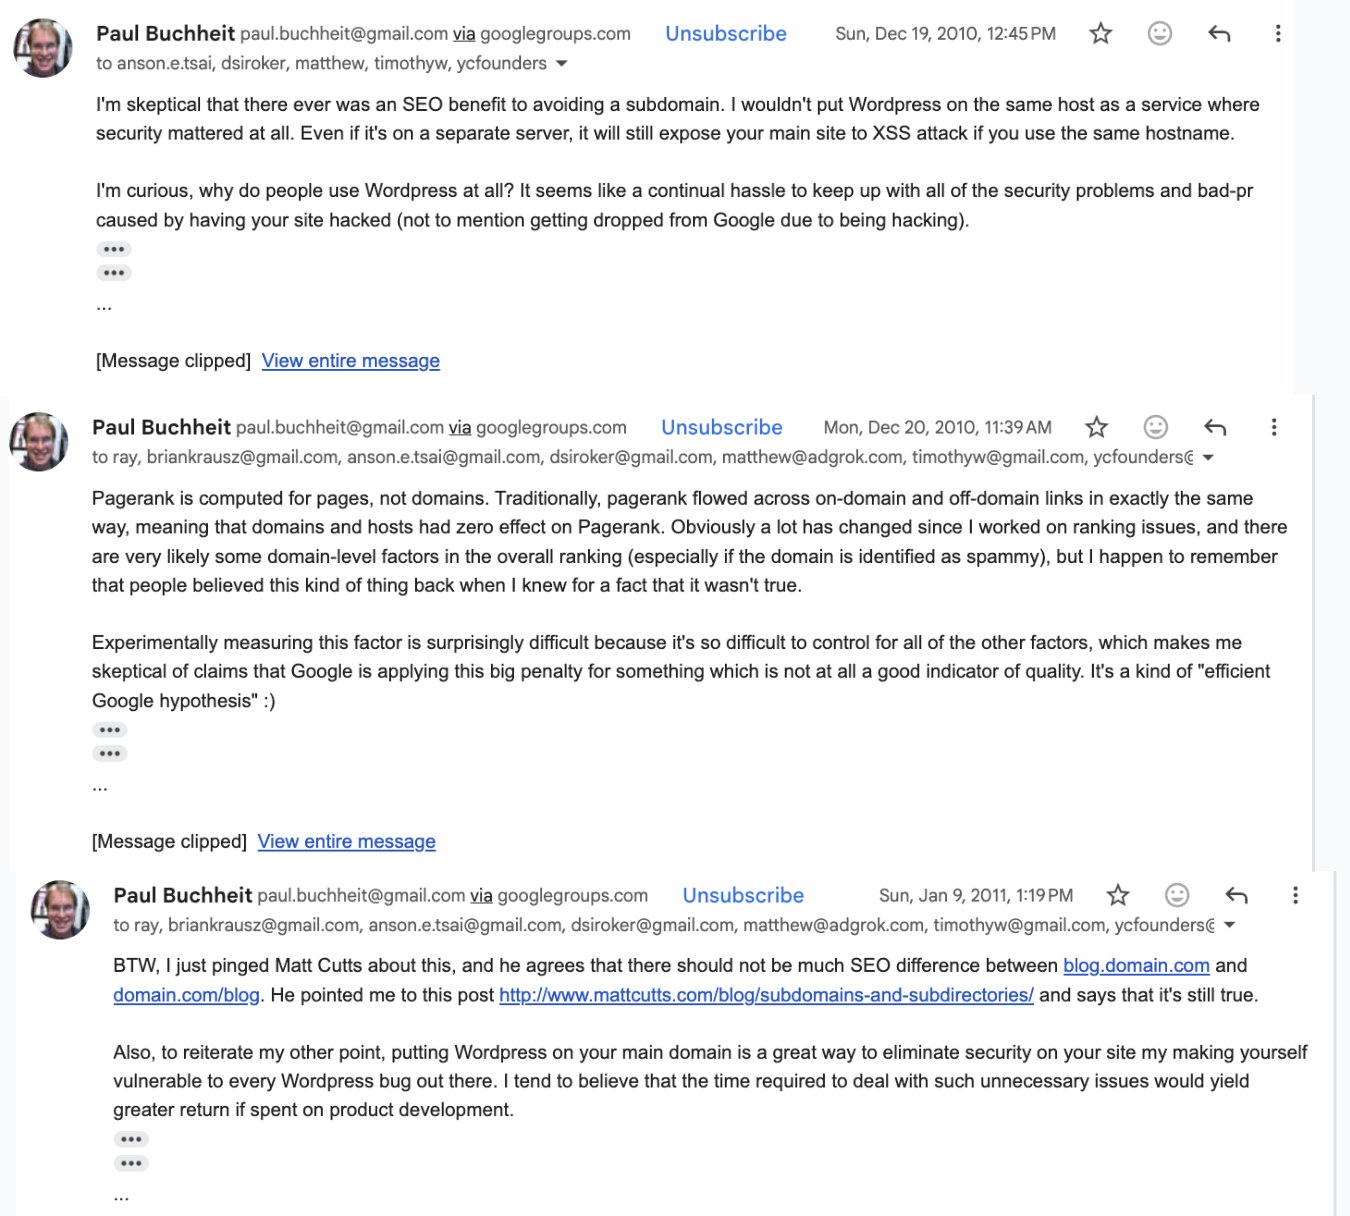 Paul Buchheit paul.buchheit@gmail.com via googlegroups.com Unsubscribe Sun, Dec 19, 2010, 12:45 PM
to anson.e.tsai, dsiroker, matthew, timothyw, ycfounders
I'm skeptical that there ever was an SEO benefit to avoiding a subdomain. I wouldn't put Wordpress on the same host as a service where
security mattered at all. Even if it's on a separate server, it will still expose your main site to XSS attack if you use the same hostname.
I'm curious, why do people use Wordpress at all? It seems like a continual hassle to keep up with all of the security problems and bad-pr
caused by having your site hacked (not to mention getting dropped from Google due to being hacking).
...
[Message clipped] View entire message
Paul Buchheit paul.buchheit@gmail.com via googlegroups.com Unsubscribe Mon, Dec 20, 2010, 11:39 AM
to ray, briankrausz@gmail.com, anson.e.tsai@gmail.com, dsiroker@gmail.com, matthew@adgrok.com, timothyw@gmail.com, ycfounders@
Pagerank is computed for pages, not domains. Traditionally, pagerank flowed across on-domain and off-domain links in exactly the same
way, meaning that domains and hosts had zero effect on Pagerank. Obviously a lot has changed since I worked on ranking issues, and there
are very likely some domain-level factors in the overall ranking (especially if the domain is identified as spammy), but I happen to remember
that people believed this kind of thing back when I knew for a fact that it wasn't true.
Experimentally measuring this factor is surprisingly difficult because it's so difficult to control for all of the other factors, which makes me
skeptical of claims that Google is applying this big penalty for something which is not at all a good indicator of quality. It's a kind of "efficient
Google hypothesis" :)
...
[Message clipped] View entire message
Paul Buchheit paul.buchheit@gmail.com via googlegroups.com Unsubscribe Sun, Jan 9, 2011, 1:19 PM
to ray, briankrausz@gmail.com, anson.e.tsai@gmail.com, dsiroker@gmail.com, matthew@adgrok.com, timothyw@gmail.com, ycfounders@
BTW, I just pinged Matt Cutts about this, and he agrees that there should not be much SEO difference between blog.domain.com and
domain.com/blog. He pointed me to this post http://www.mattcutts.com/blog/subdomains-and-subdirectories/ and says that it's still true.
Also, to reiterate my other point, putting Wordpress on your main domain is a great way to eliminate security on your site my making yourself
vulnerable to every Wordpress bug out there. I tend to believe that the time required to deal with such unnecessary issues would yield
greater return if spent on product development.
...